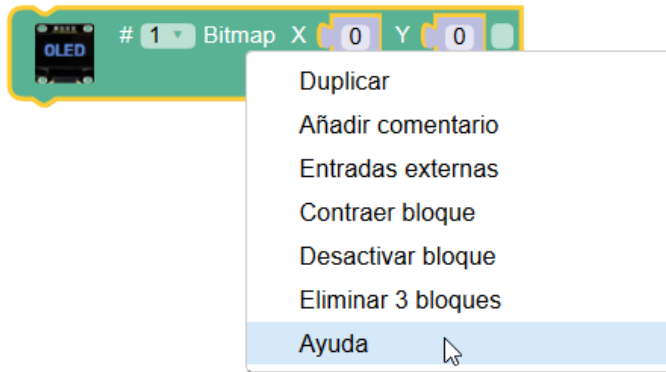 OLED # 1 Bitmap X 0 Y 0
Duplicar
Añadir comentario
Entradas externas
Contraer bloque
Desactivar bloque
Eliminar 3 bloques
Ayuda